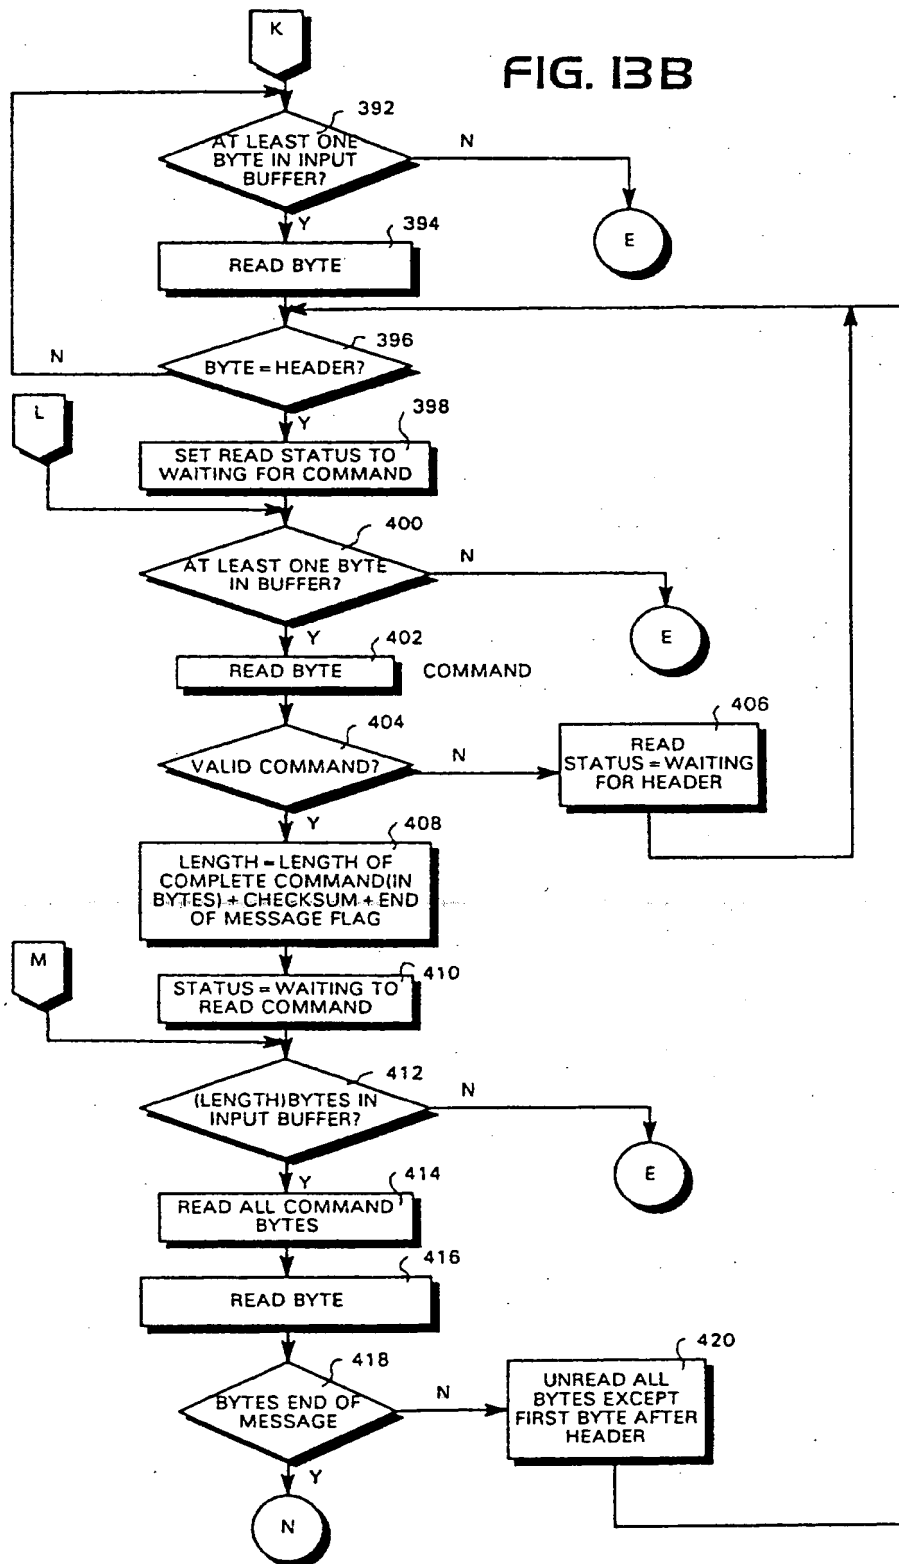 K
FIG. 13B
392
AT LEAST ONE
BYTE IN INPUT
BUFFER?
N
E
Y
394
READ BYTE
396
BYTE = HEADER?
N
L
Y
398
SET READ STATUS TO
WAITING FOR COMMAND
400
AT LEAST ONE BYTE
IN BUFFER?
N
E
Y
402
READ BYTE
COMMAND
404
VALID COMMAND?
N
406
READ
STATUS = WAITING
FOR HEADER
Y
408
LENGTH = LENGTH OF
COMPLETE COMMAND(IN
BYTES) + CHECKSUM + END
OF MESSAGE FLAG
M
410
STATUS = WAITING TO
READ COMMAND
412
(LENGTH)BYTES IN
INPUT BUFFER?
N
E
Y
414
READ ALL COMMAND
BYTES
416
READ BYTE
418
BYTES END OF
MESSAGE
N
420
UNREAD ALL
BYTES EXCEPT
FIRST BYTE AFTER
HEADER
Y
N